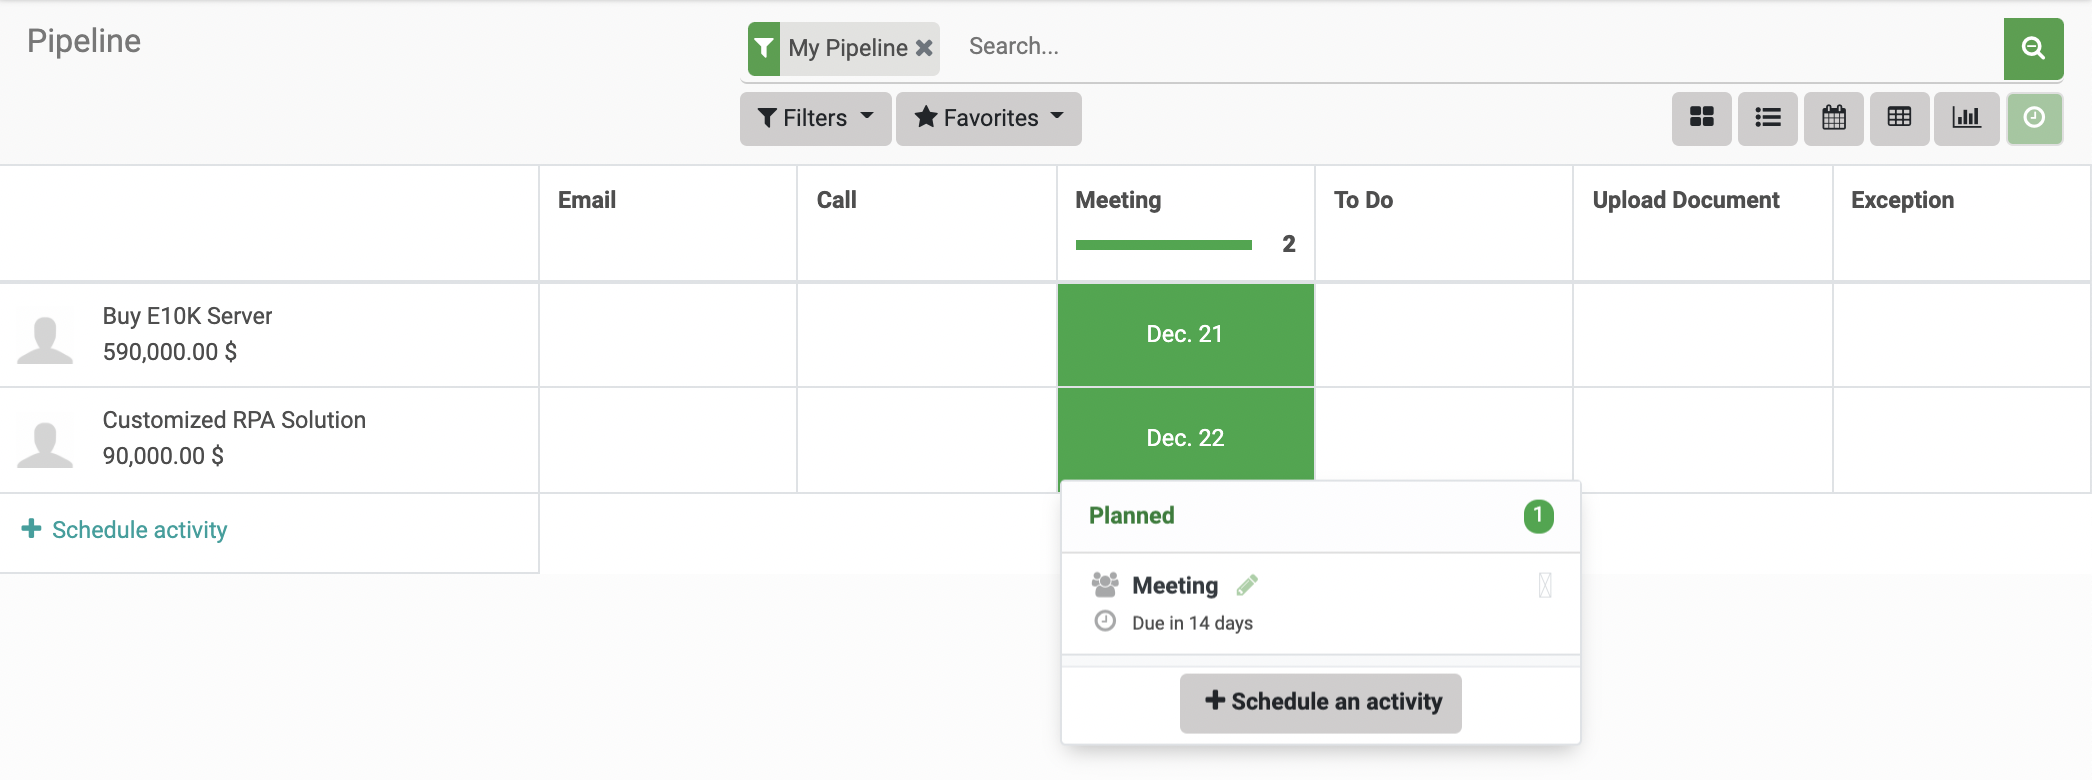 Pipeline
My Pipeline
Search...
Filters
Favorites
Email
Call
Meeting
To Do
Upload Document
Exception
2
Buy E10K Server
590,000.00 $
Dec. 21
Customized RPA Solution
90,000.00 $
Dec. 22
Schedule activity
Planned
1
Meeting
Due in 14 days
Schedule an activity